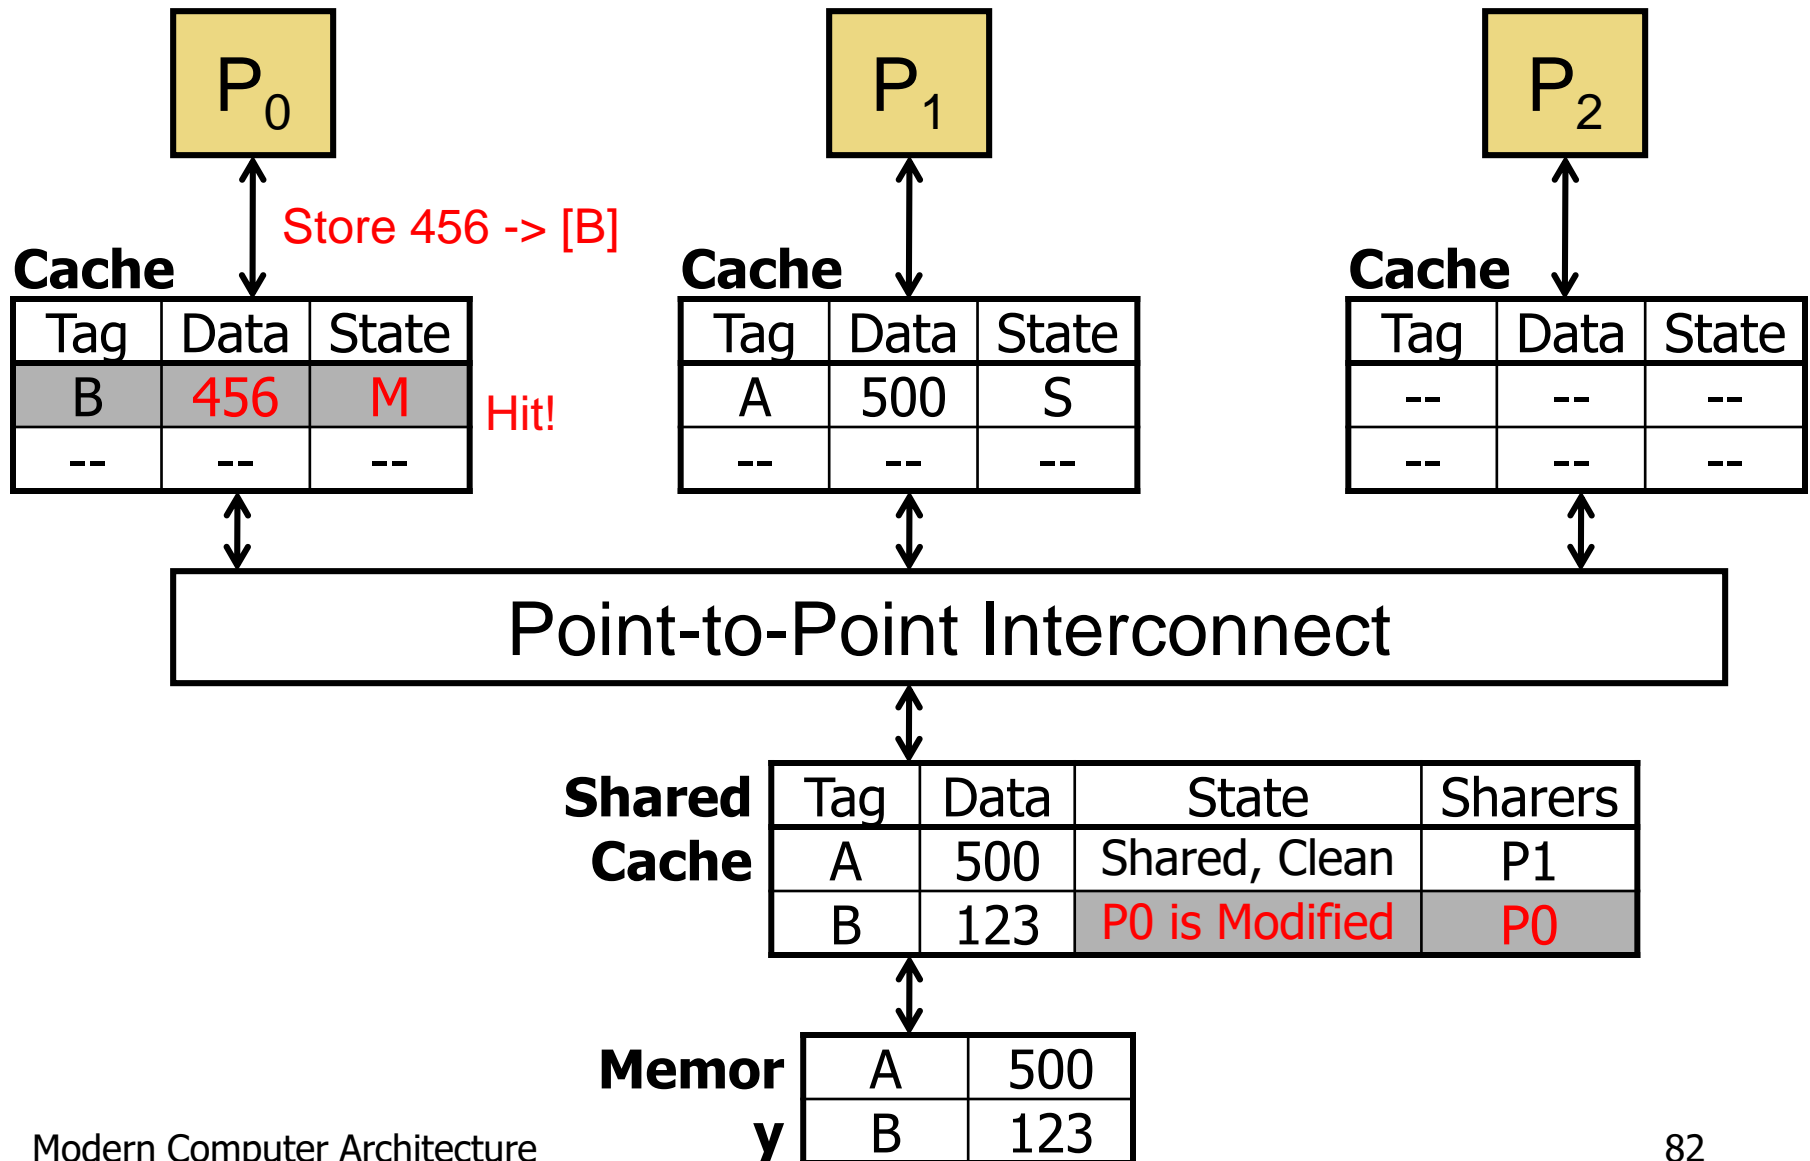 P0 P1 P2
Store 456 -> [B]
Cache Cache Cache
Tag Data State Tag Data State Tag Data State
B 456 M Hit! A 500 S -- -- --
-- -- -- -- -- -- -- -- --
Point-to-Point Interconnect
Shared Tag Data State Sharers
Cache A 500 Shared, Clean P1
B 123 P0 is Modified P0
Memor A 500
y B 123
Modern Computer Architecture 82